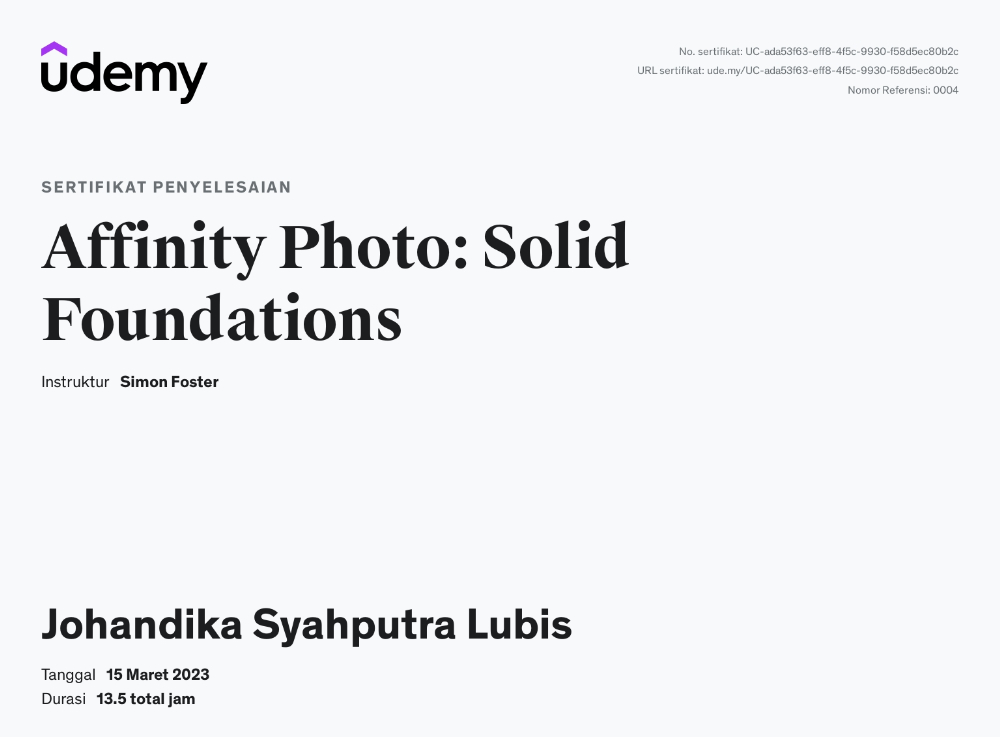 udemy
No. sertifikat: UC-ada53f63-eff8-4f5c-9930-f58d5ec80b2c
URL sertifikat: ude.my/UC-ada53f63-eff8-4f5c-9930-f58d5ec80b2c
Nomor Referensi: 0004
SERTIFIKAT PENYELESAIAN
Affinity Photo: Solid
Foundations
Instruktur Simon Foster
Johandika Syahputra Lubis
Tanggal 15 Maret 2023
Durasi 13.5 total jam